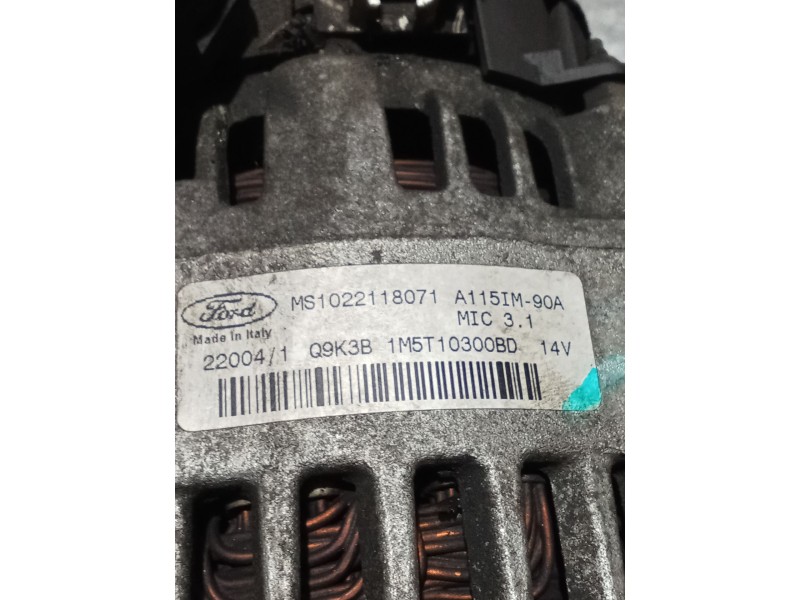 Ford MS1022118071 A115IM-90A
Made in Italy MIC 3.1
22004/1 Q9K3B 1M5T10300BD 14V